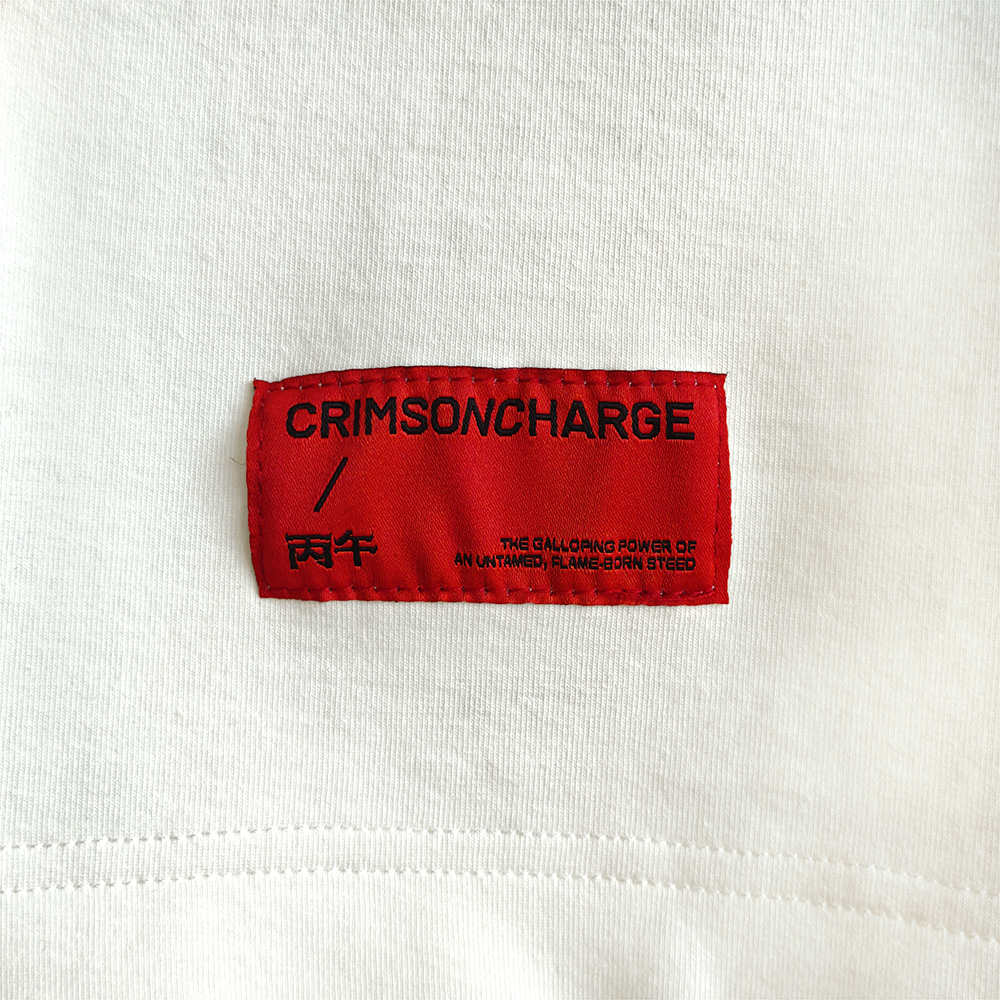 CRIMSONCHARGE
/
丙午
THE GALLOPING POWER OF
AN UNTAMED, FLAME-BORN STEED